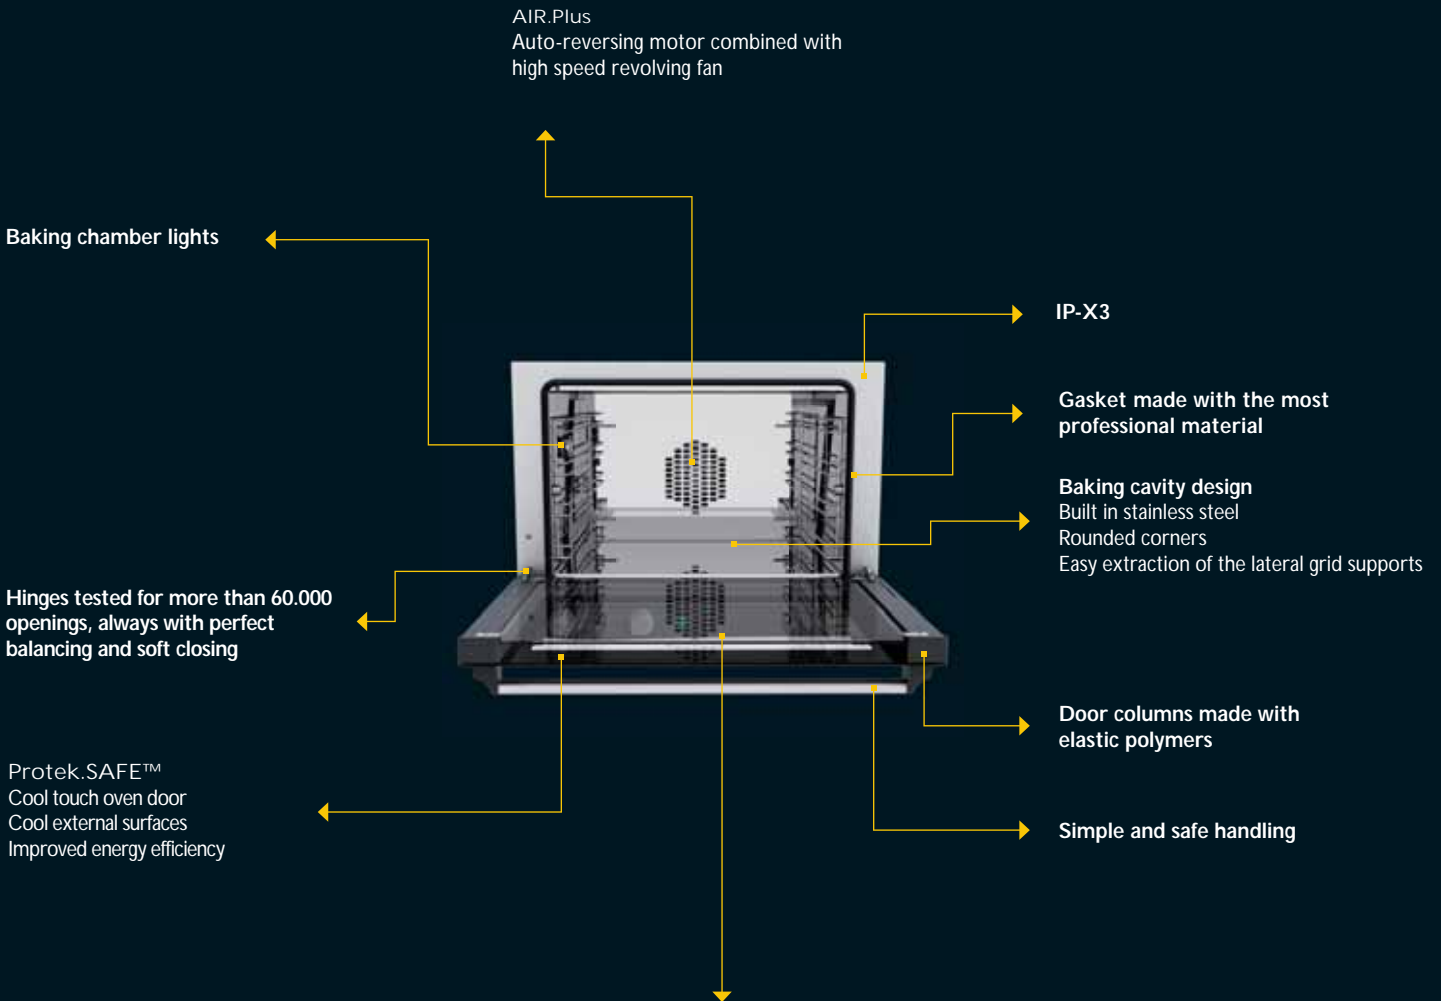 AIR.Plus
Auto-reversing motor combined with
high speed revolving fan
Baking chamber lights
IP-X3
Gasket made with the most
professional material
Baking cavity design
Built in stainless steel
Rounded corners
Easy extraction of the lateral grid supports
Hinges tested for more than 60.000
openings, always with perfect
balancing and soft closing
Door columns made with
elastic polymers
Protek.SAFE™
Cool touch oven door
Cool external surfaces
Improved energy efficiency
Simple and safe handling